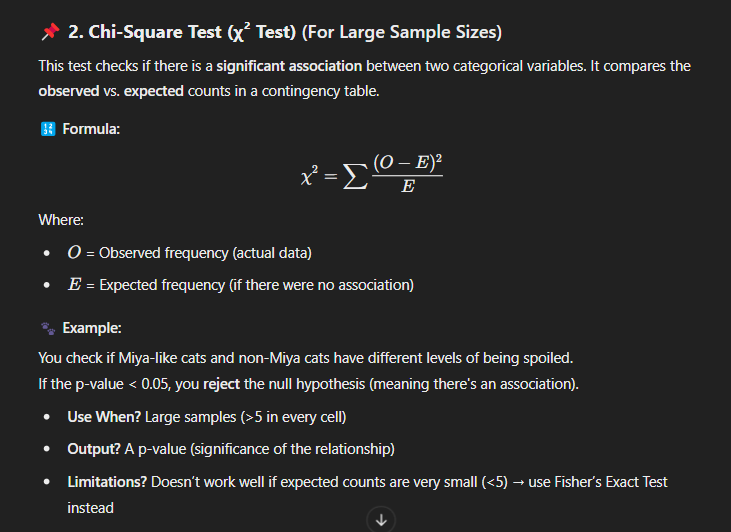 📌 2. Chi-Square Test (χ² Test) (For Large Sample Sizes)
This test checks if there is a significant association between two categorical variables. It compares the
observed vs. expected counts in a contingency table.
🔢 Formula:
χ² = ∑ (O − E)² / E
Where:
• O = Observed frequency (actual data)
• E = Expected frequency (if there were no association)
🐾 Example:
You check if Miya-like cats and non-Miya cats have different levels of being spoiled.
If the p-value < 0.05, you reject the null hypothesis (meaning there's an association).
• Use When? Large samples (>5 in every cell)
• Output? A p-value (significance of the relationship)
• Limitations? Doesn't work well if expected counts are very small (<5) → use Fisher's Exact Test
instead